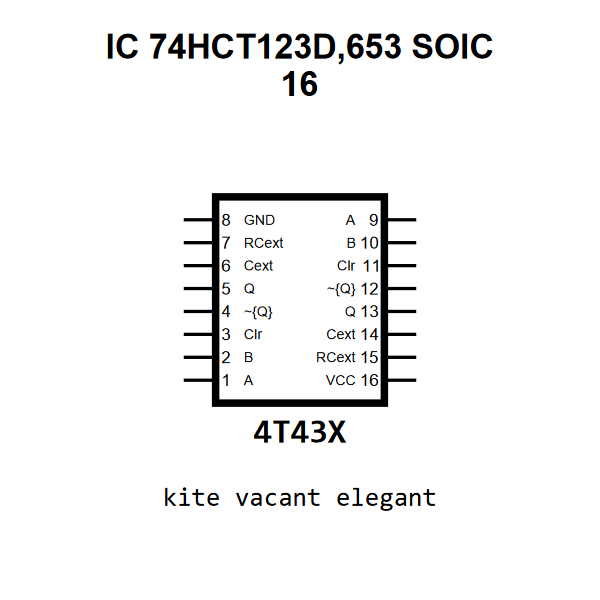 IC 74HCT123D,653 SOIC
16
8 GND A 9
7 RCext B 10
6 Cext Clr 11
5 Q ~{Q} 12
4 ~{Q} Q 13
3 Clr Cext 14
2 B RCext 15
1 A VCC 16
4T43X
kite vacant elegant